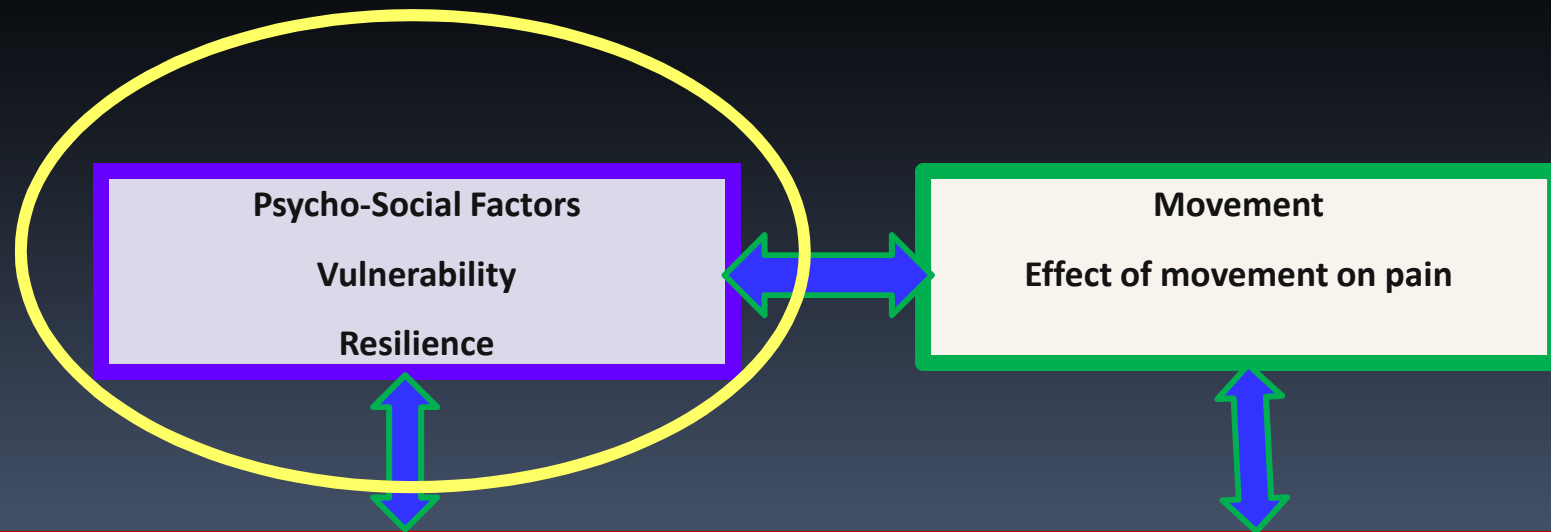 Psycho-Social Factors
Vulnerability
Resilience
Movement
Effect of movement on pain